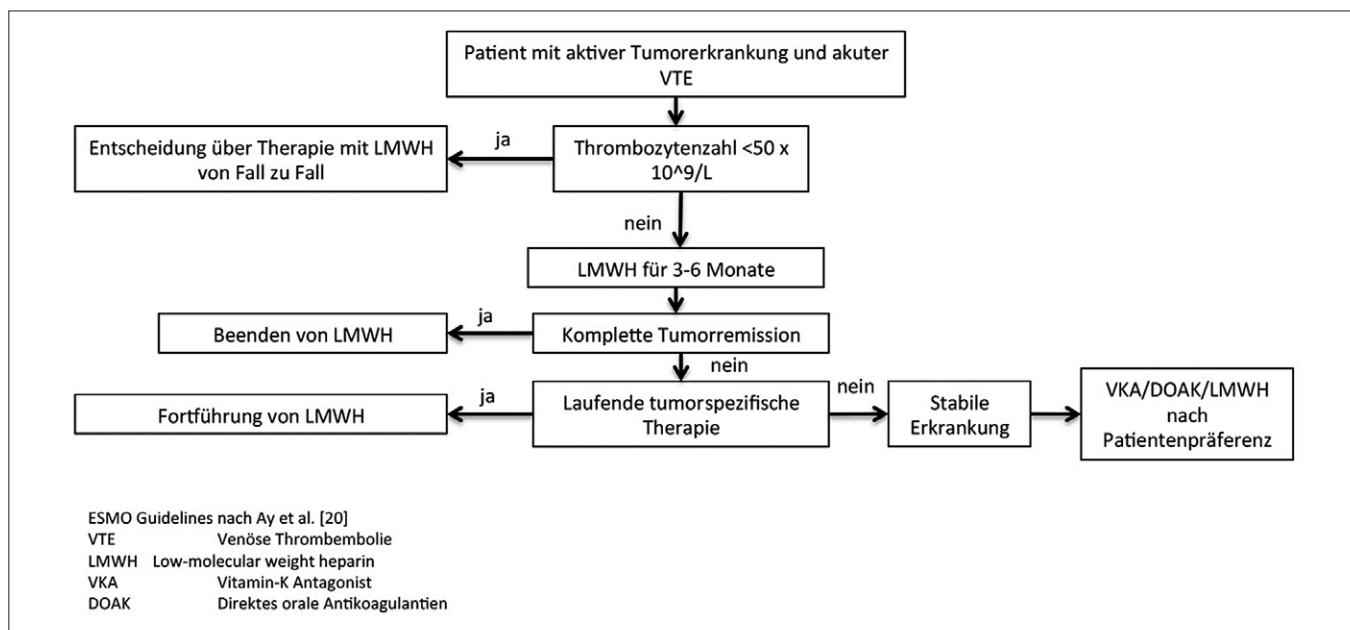 Patient mit aktiver Tumorerkrankung und akuter
VTE
Entscheidung über Therapie mit LMWH
von Fall zu Fall
ja
Thrombozytenzahl <50 x
10^9/L
nein
LMWH für 3-6 Monate
Beenden von LMWH
ja
Komplette Tumorremission
nein
Fortführung von LMWH
ja
Laufende tumorspezifische
Therapie
nein
Stabile
Erkrankung
VKA/DOAK/LMWH
nach
Patientenpräferenz
ESMO Guidelines nach Ay et al. [20]
VTE Venöse Thrombembolie
LMWH Low-molecular weight heparin
VKA Vitamin-K Antagonist
DOAK Direktes orale Antikoagulantien